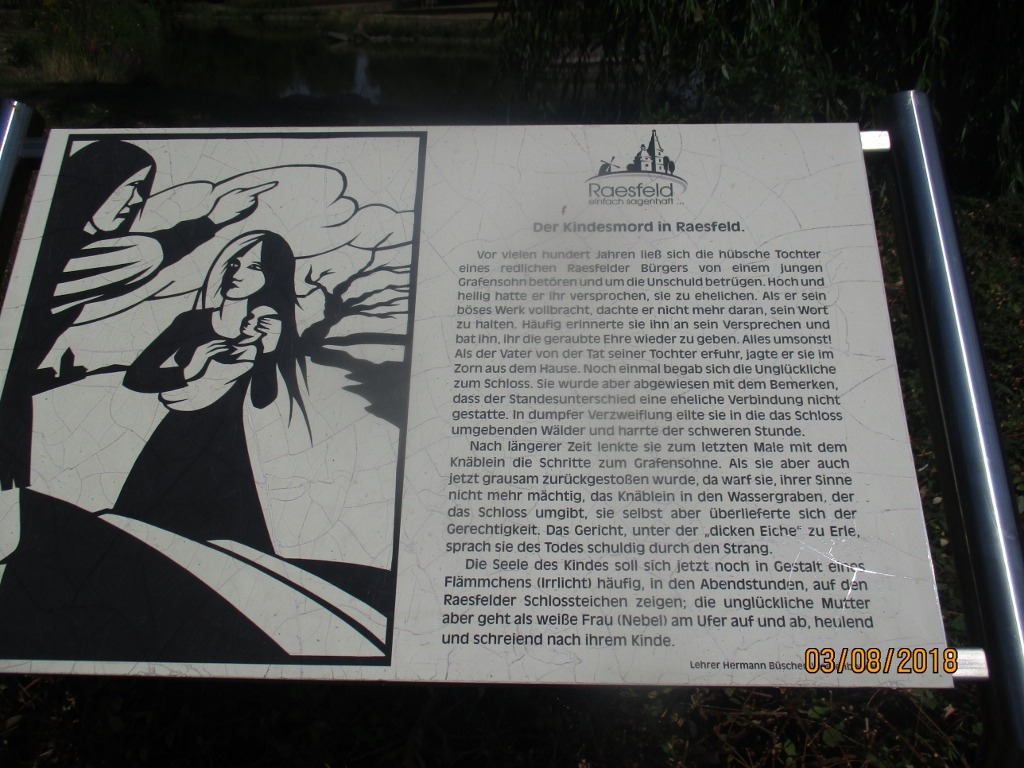 Raesfeld
einfach sagenhaft ...
Der Kindesmord in Raesfeld.
Vor vielen hundert Jahren ließ sich die hübsche Tochter
eines redlichen Raesfelder Bürgers von einem jungen
Grafensohn betören und um die Unschuld betrügen. Hoch und
heilig hatte er ihr versprochen, sie zu ehelichen. Als er sein
böses Werk vollbracht, dachte er nicht mehr daran, sein Wort
zu halten. Häufig erinnerte sie ihn an sein Versprechen und
bat ihn, ihr die geraubte Ehre wieder zu geben. Alles umsonst!
Als der Vater von der Tat seiner Tochter erfuhr, jagte er sie im
Zorn aus dem Hause. Noch einmal begab sich die Unglückliche
zum Schloss. Sie wurde aber abgewiesen mit dem Bemerken,
dass der Standesunterschied eine eheliche Verbindung nicht
gestatte. In dumpfer Verzweiflung eilte sie in die das Schloss
umgebenden Wälder und harrte der schweren Stunde.
Nach längerer Zeit lenkte sie zum letzten Male mit dem
Knäblein die Schritte zum Grafensohne. Als sie aber auch
jetzt grausam zurückgestoßen wurde, da warf sie, ihrer Sinne
nicht mehr mächtig, das Knäblein in den Wassergraben, der
das Schloss umgibt, sie selbst aber überlieferte sich der
Gerechtigkeit. Das Gericht, unter der „dicken Eiche“ zu Erle,
sprach sie des Todes schuldig durch den Strang.
Die Seele des Kindes soll sich jetzt noch in Gestalt eines
Flämmchens (Irrlicht) häufig, in den Abendstunden, auf den
Raesfelder Schlossteichen zeigen; die unglückliche Mutter
aber geht als weiße Frau (Nebel) am Ufer auf und ab, heulend
und schreiend nach ihrem Kinde.
Lehrer Hermann
03/08/2018